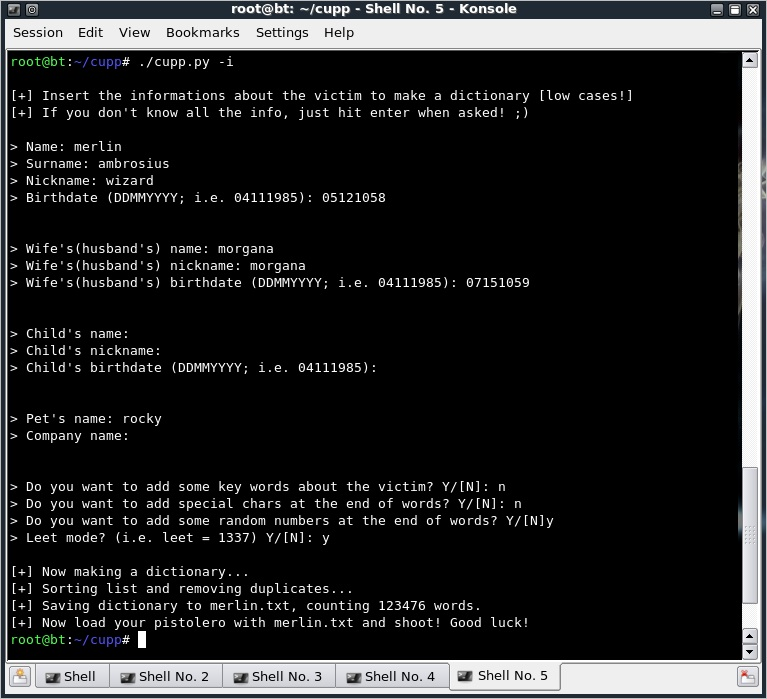 root@bt: ~/cupp - Shell No. 5 - Konsole
Session Edit View Bookmarks Settings Help
root@bt:~/cupp# ./cupp.py -i
[+] Insert the informations about the victim to make a dictionary [low cases!]
[+] If you don't know all the info, just hit enter when asked! ;)
> Name: merlin
> Surname: ambrosius
> Nickname: wizard
> Birthdate (DDMMYYYY; i.e. 04111985): 05121058
> Wife's(husband's) name: morgana
> Wife's(husband's) nickname: morgana
> Wife's(husband's) birthdate (DDMMYYYY; i.e. 04111985): 07151059
> Child's name:
> Child's nickname:
> Child's birthdate (DDMMYYYY; i.e. 04111985):
> Pet's name: rocky
> Company name:
> Do you want to add some key words about the victim? Y/[N]: n
> Do you want to add special chars at the end of words? Y/[N]: n
> Do you want to add some random numbers at the end of words? Y/[N]y
> Leet mode? (i.e. leet = 1337) Y/[N]: y
[+] Now making a dictionary...
[+] Sorting list and removing duplicates...
[+] Saving dictionary to merlin.txt, counting 123476 words.
[+] Now load your pistolero with merlin.txt and shoot! Good luck!
root@bt:~/cupp#
Shell Shell No. 2 Shell No. 3 Shell No. 4 Shell No. 5